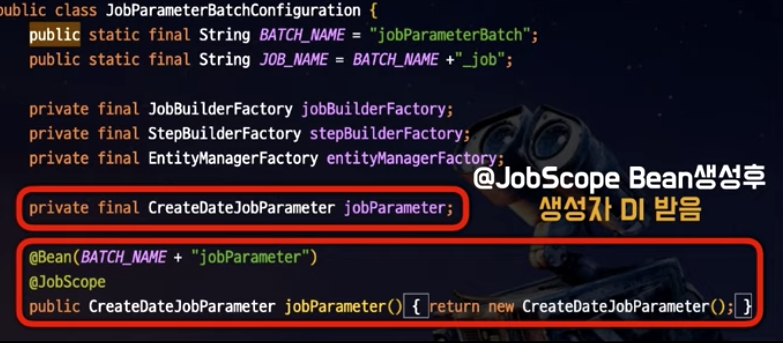 public class JobParameterBatchConfiguration {
public static final String BATCH_NAME = "jobParameterBatch";
public static final String JOB_NAME = BATCH_NAME +"_job";
private final JobBuilderFactory jobBuilderFactory;
private final StepBuilderFactory stepBuilderFactory;
private final EntityManagerFactory entityManagerFactory;
@JobScope Bean생성후
생성자 DI 받음
private final CreateDateJobParameter jobParameter;
@Bean(BATCH_NAME + "jobParameter")
@JobScope
public CreateDateJobParameter jobParameter() { return new CreateDateJobParameter(); }